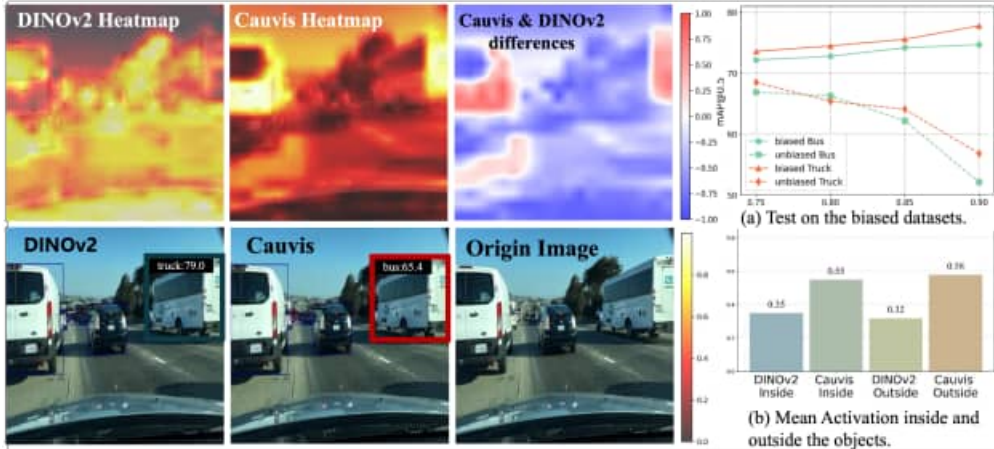 DINOv2 Heatmap
Cauvis Heatmap
Cauvis & DINOv2
differences
1.00
0.75
0.50
0.25
0.00
−0.25
−0.50
−0.75
−1.00
mAP@0.5
80
70
60
50
biased Bus
unbiased Bus
biased Truck
unbiased Truck
0.75
0.80
0.85
0.90
(a) Test on the biased datasets.
DINOv2
truck:79.0
Cauvis
bus:65.4
Origin Image
0.8
0.6
0.4
0.2
0.0
0.35
0.55
0.32
0.56
DINOv2
Inside
Cauvis
Inside
DINOv2
Outside
Cauvis
Outside
(b) Mean Activation inside and
outside the objects.